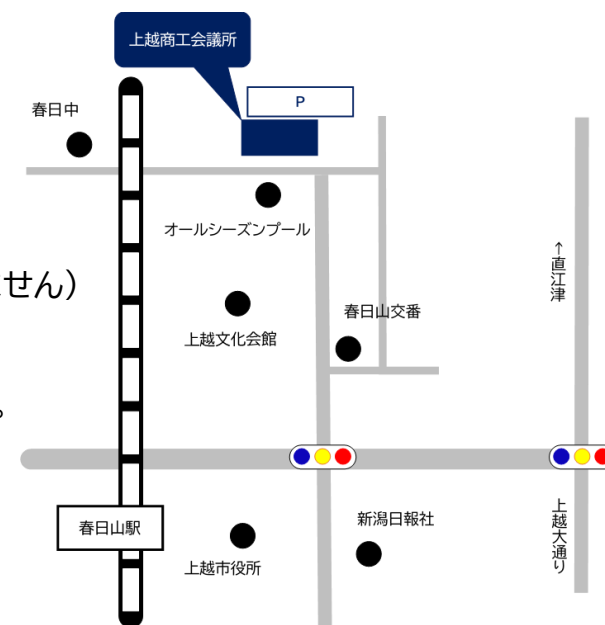 上越商工会議所
P
春日中
オールシーズンプール
↑直江津
せん）
春日山交番
上越文化会館
。
新潟日報社
上越大通り
春日山駅
上越市役所